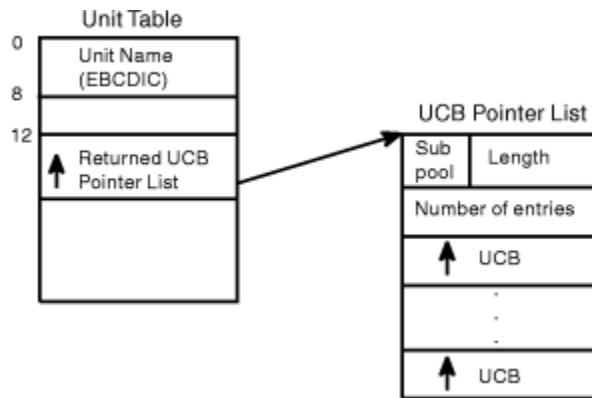 Unit Table
0
Unit Name
(EBCDIC)
8
12
Returned UCB
Pointer List
UCB Pointer List
Sub
pool
Length
Number of entries
UCB
.
.
.
UCB